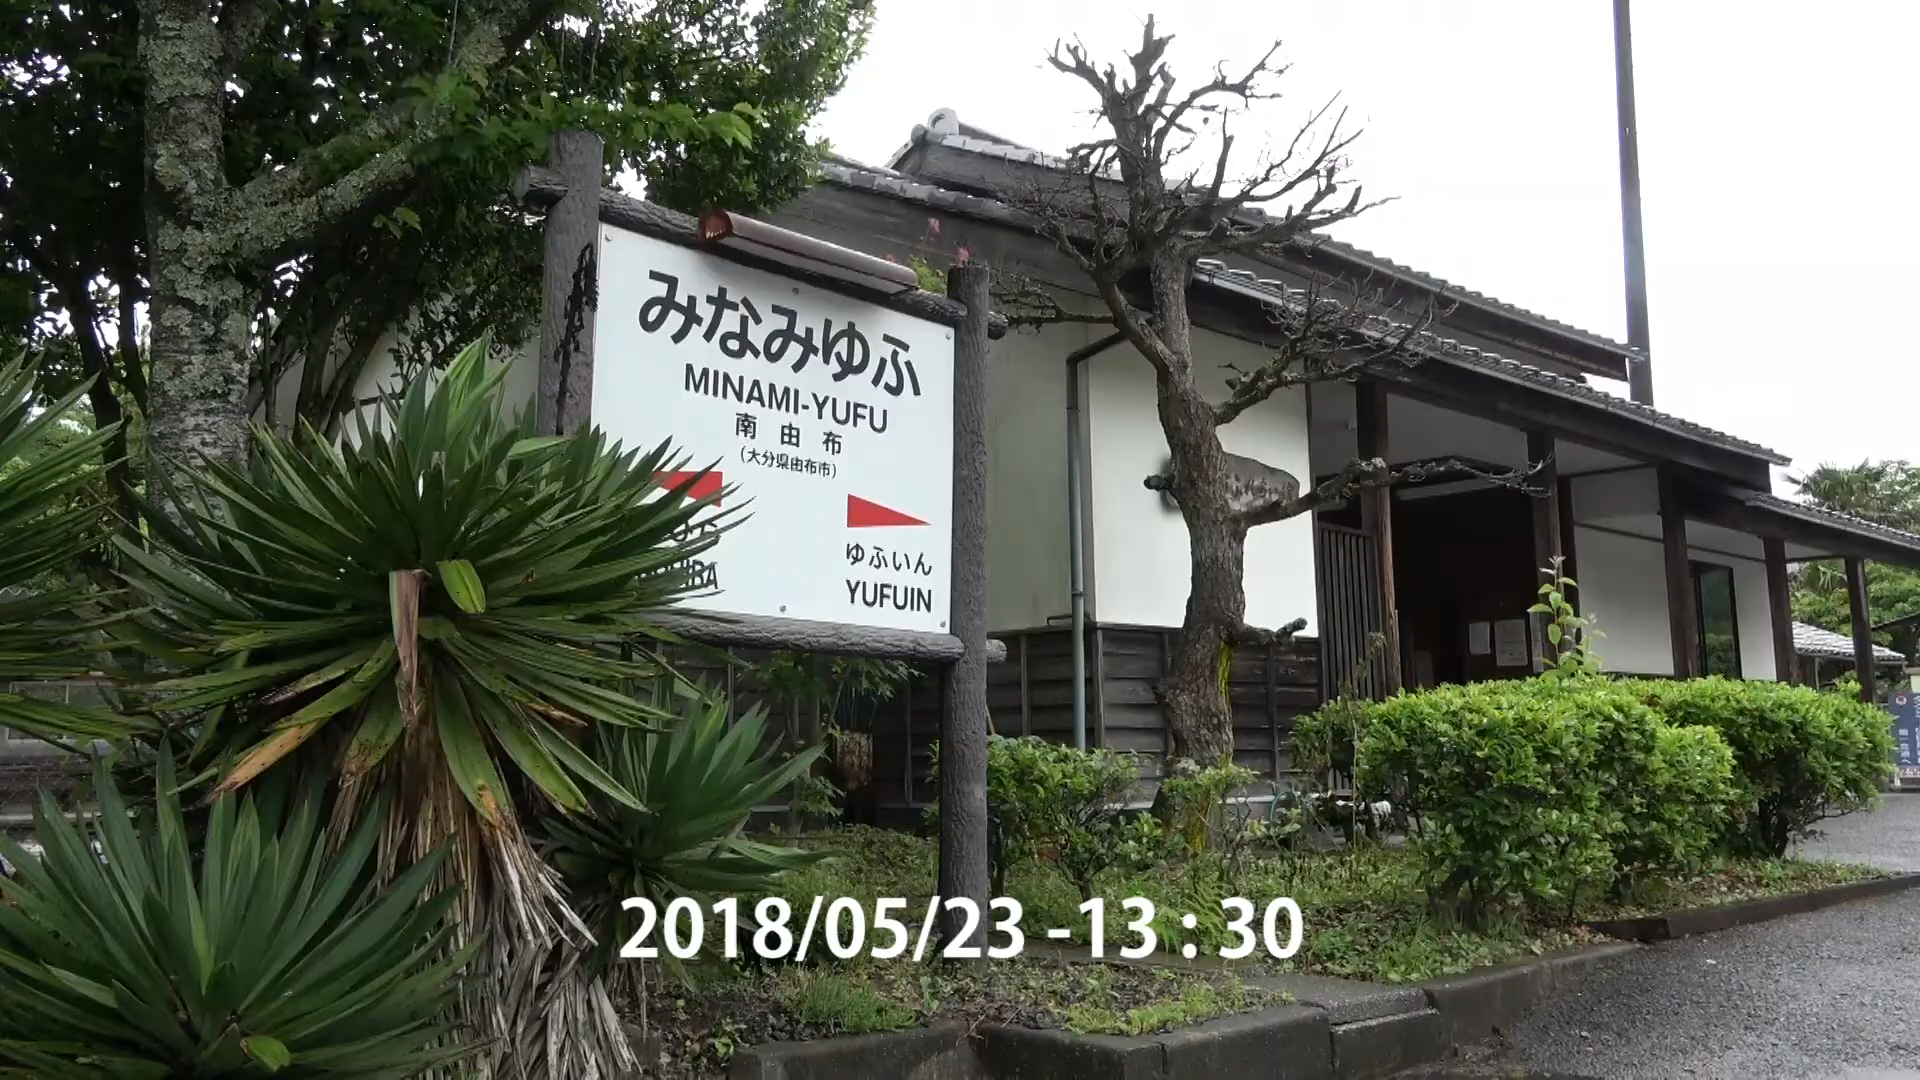 みなみゆふ
MINAMI-YUFU
南由布
(大分県由布市)
ゆふいん
YUFUIN
2018/05/23 -13:30